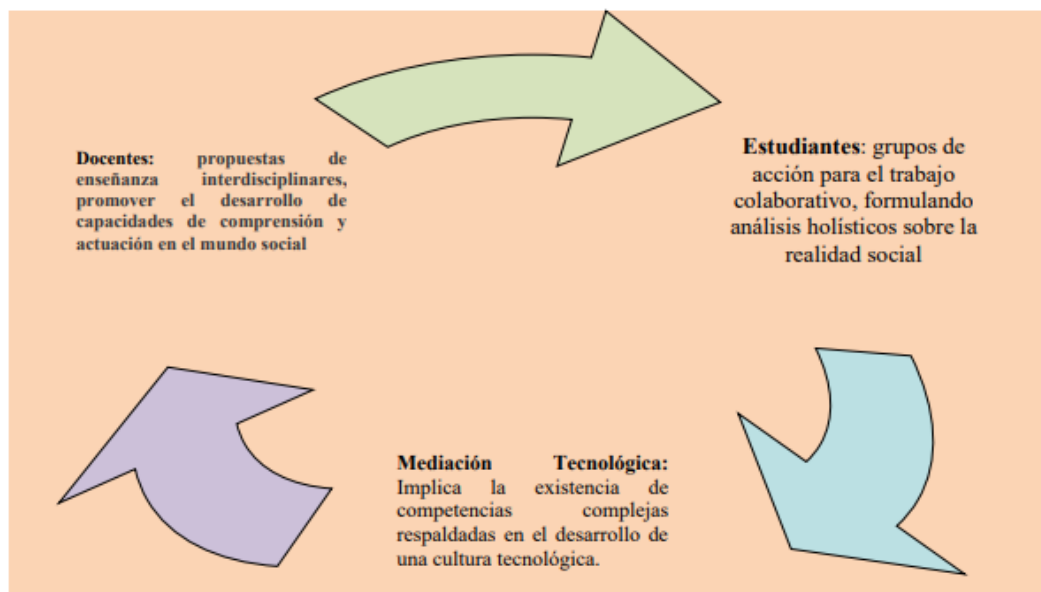 Docentes: propuestas de
enseñanza interdisciplinares,
promover el desarrollo de
capacidades de comprensión y
actuación en el mundo social
Estudiantes: grupos de
acción para el trabajo
colaborativo, formulando
análisis holísticos sobre la
realidad social
Mediación Tecnológica:
Implica la existencia de
competencias complejas
respaldadas en el desarrollo de
una cultura tecnológica.